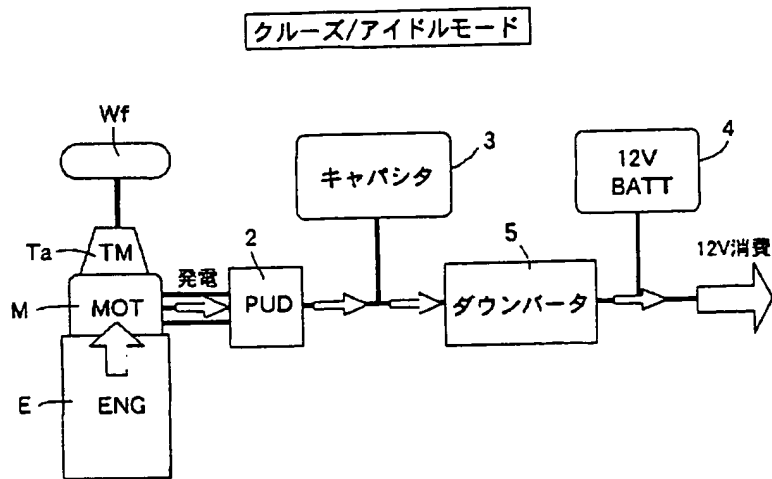 クルーズ/アイドルモード
Wf
3
4
キャパシタ
12V
BATT
Ta
TM
発電
2
5
12V消費
M
MOT
PUD
ダウンバータ
E
ENG